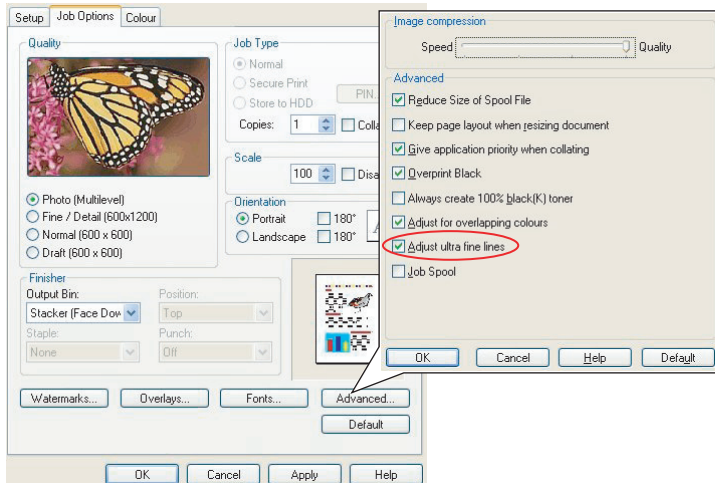 Setup Job Options Colour
Quality
Photo (Multilevel)
Fine / Detail (600x1200)
Normal (600 x 600)
Draft (600 x 600)
Job Type
Normal
Secure Print
Store to HDD
PIN...
Copies: 1 Colla
Scale
100 Disa
Orientation
Portrait 180°
Landscape 180°
A
Finisher
Output Bin: Position:
Stacker (Face Dow Top
Staple: Punch:
None Off
Watermarks... Overlays... Fonts... Advanced...
Default
OK Cancel Apply Help
Image compression
Speed Quality
Advanced
Reduce Size of Spool File
Keep page layout when resizing document
Give application priority when collating
Overprint Black
Always create 100% black(K) toner
Adjust for overlapping colours
Adjust ultra fine lines
Job Spool
OK Cancel Help Default